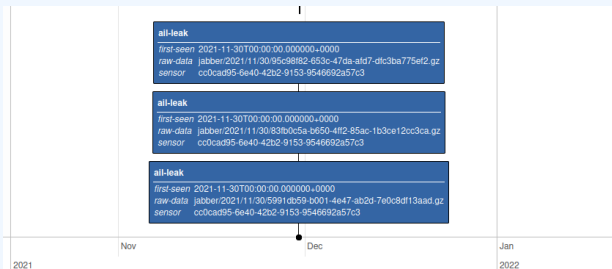 ail-leak
first-seen 2021-11-30T00:00:00.000000+0000
raw-data jabber/2021/11/30/95c98f82-653c-47da-afd7-dfc3ba775ef2.gz
sensor cc0cad95-6e40-42b2-9153-9546692a57c3
ail-leak
first-seen 2021-11-30T00:00:00.000000+0000
raw-data jabber/2021/11/30/83fb0c5a-b650-4ff2-85ac-1b3ce12cc3ca.gz
sensor cc0cad95-6e40-42b2-9153-9546692a57c3
ail-leak
first-seen 2021-11-30T00:00:00.000000+0000
raw-data jabber/2021/11/30/5991db59-b001-4e47-ab2d-7e0c8df13aad.gz
sensor cc0cad95-6e40-42b2-9153-9546692a57c3
Nov Dec Jan
2021 2022